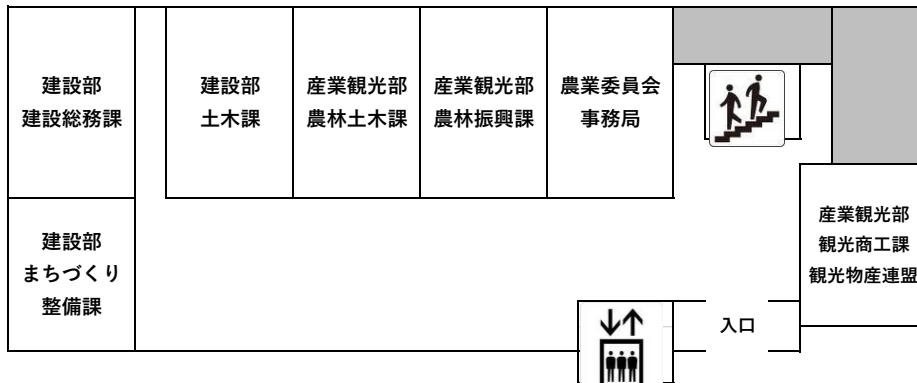 建設部
建設総務課
建設部
土木課
産業観光部
農林土木課
産業観光部
農林振興課
農業委員会
事務局
建設部
まちづくり
整備課
産業観光部
観光商工課
観光物産連盟
入口